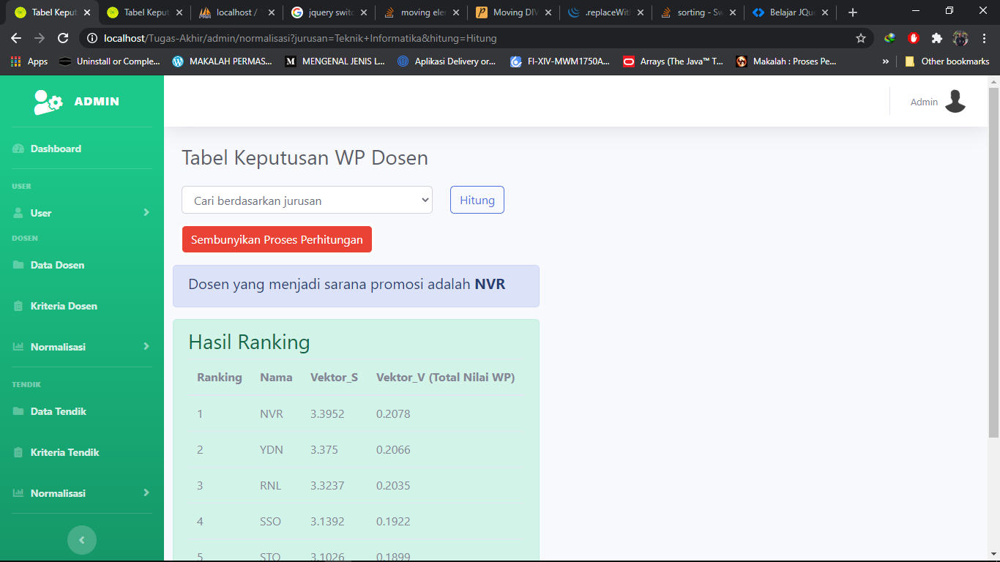 Tabel Keput
Tabel Keput
localhost /
jquery switc
moving eler
Moving DIV
.replaceWith
sorting - Sw
Belajar JQue
localhost/Tugas-Akhir/admin/normalisasi?jurusan=Teknik+Informatika&hitung=Hitung
Apps
Uninstall or Comple...
MAKALAH PERMAS...
MENGENAL JENIS L...
Aplikasi Delivery or...
FI-XIV-MWM1750A...
Arrays (The Java™ T...
Makalah : Proses Pe...
»
Other bookmarks
ADMIN
Admin
Dashboard
USER
User
DOSEN
Data Dosen
Kriteria Dosen
Normalisasi
TENDIK
Data Tendik
Kriteria Tendik
Normalisasi
Tabel Keputusan WP Dosen
Cari berdasarkan jurusan
Hitung
Sembunyikan Proses Perhitungan
Dosen yang menjadi sarana promosi adalah NVR
Hasil Ranking
Ranking Nama Vektor_S Vektor_V (Total Nilai WP)
1 NVR 3.3952 0.2078
2 YDN 3.375 0.2066
3 RNL 3.3237 0.2035
4 SSO 3.1392 0.1922
5 STO 3.1026 0.1899